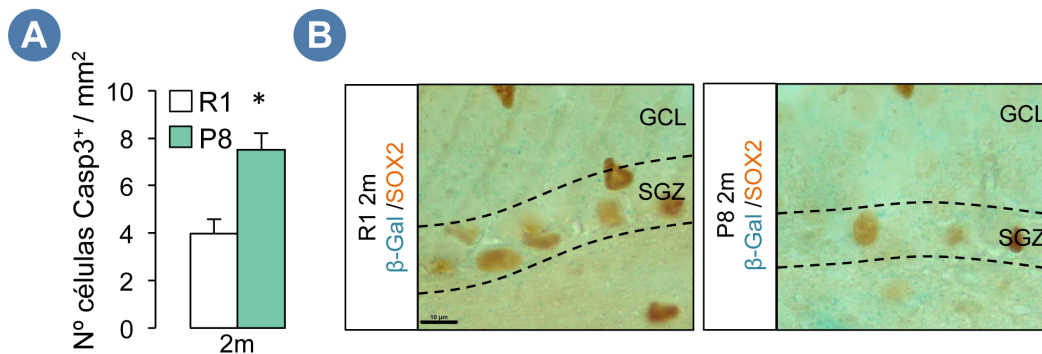 A
Nº células Casp3⁺ / mm²
10
8
6
4
2
0
R1
P8
*
2m
B
R1 2m
β-Gal /SOX2
GCL
SGZ
10 µm
P8 2m
β-Gal /SOX2
GCL
SGZ